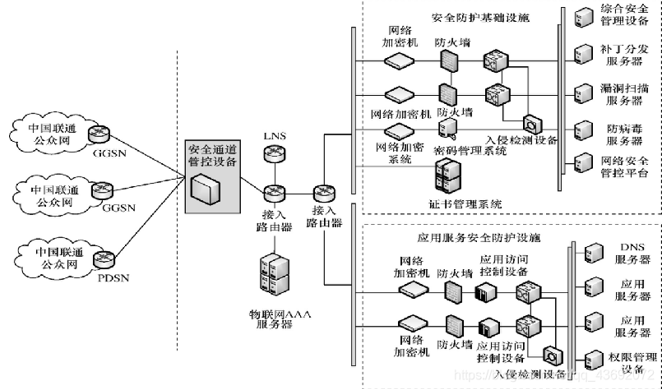 安全防护基础设施
综合安全
管理设备
网络
加密机
防火墙
补丁分发
服务器
漏洞扫描
服务器
网络加密机
防火墙
入侵检测设备
防病毒
服务器
网络加密
系统
密码管理系统
网络安全
管控平台
证书管理系统
中国联通
公众网
GGSN
中国联通
公众网
GGSN
中国联通
公众网
PDSN
安全通道
管控设备
LNS
接入
路由器
接入
路由器
物联网AAA
服务器
应用服务安全防护设施
DNS
服务器
网络
加密机
防火墙
应用访问
控制设备
应用
服务器
应用
服务器
网络
加密机
防火墙
应用访问
控制设备
入侵检测设备
权限管理
设备